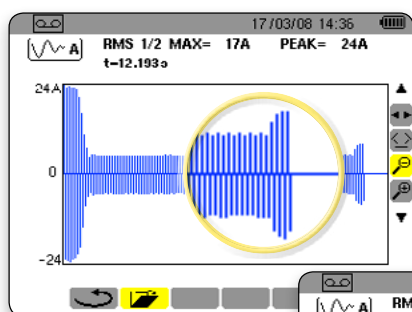 17/03/08 14:36
A RMS 1/2 MAX= 17A PEAK= 24A
t=12.193s
24A
0
-24
A RM